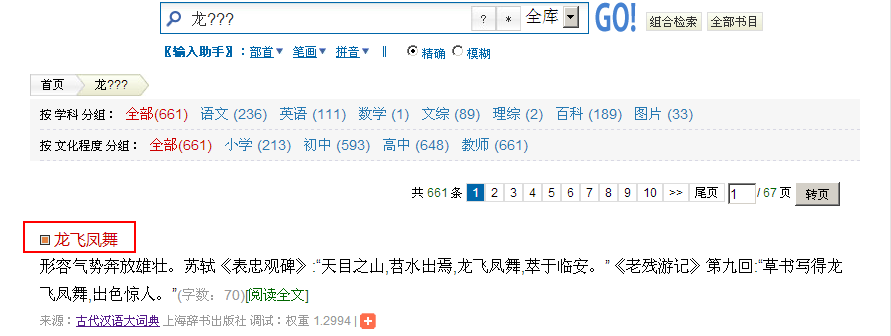 龙??? ? * 全库 GO! 组合检索 全部书目
〖输入助手〗: 部首 笔画 拼音 || 精确 模糊
首页 龙???
按 学科 分组： 全部(661) 语文 (236) 英语 (111) 数学 (1) 文综 (89) 理综 (2) 百科 (189) 图片 (33)
按 文化程度 分组： 全部(661) 小学 (213) 初中 (593) 高中 (648) 教师 (661)
共 661 条 1 2 3 4 5 6 7 8 9 10 >> 尾页 1 / 67 页 转页
龙飞凤舞
形容气势奔放雄壮。苏轼《表忠观碑》:“天目之山,苕水出焉,龙飞凤舞,萃于临安。”《老残游记》第九回:“草书写得龙
飞凤舞,出色惊人。”(字数：70)[阅读全文]
来源：古代汉语大词典 上海辞书出版社 调试：权重 1.2994 |